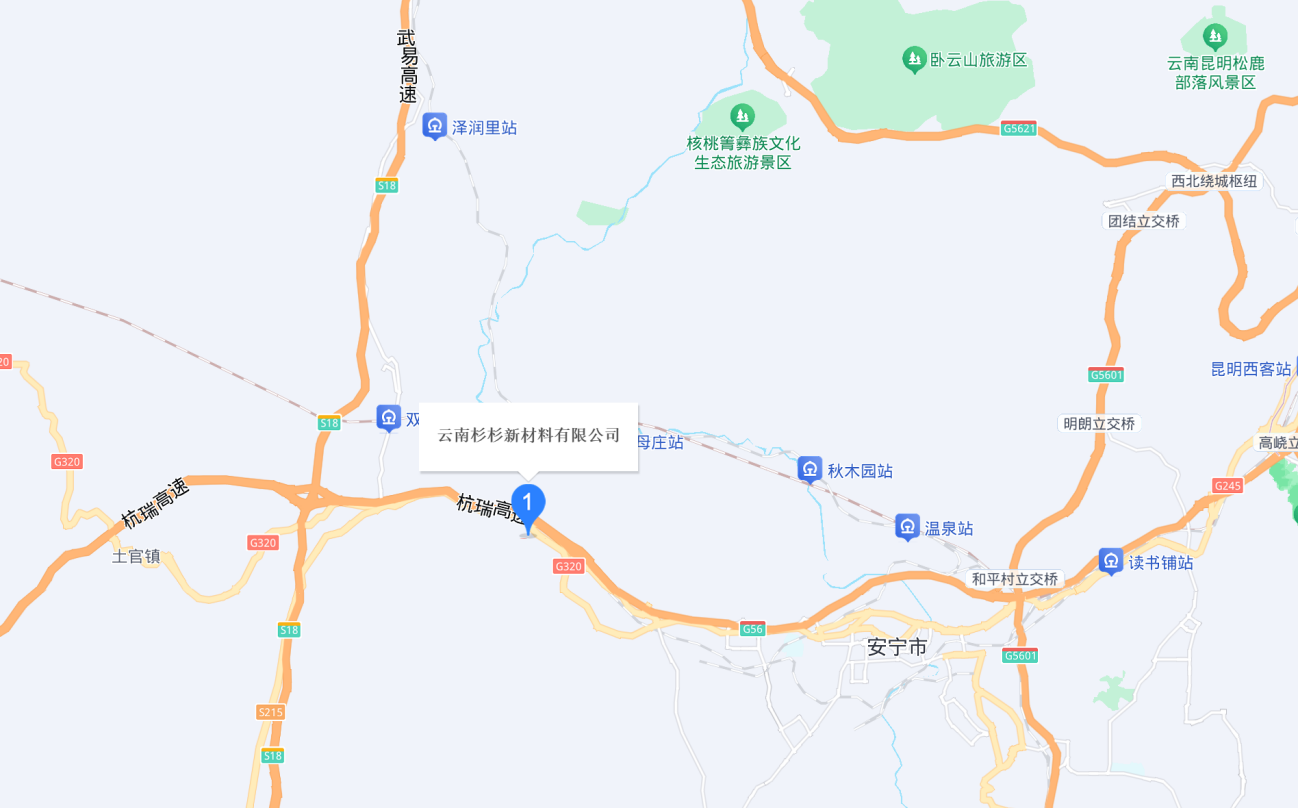 武易高速
卧云山旅游区
云南昆明松鹿
部落风景区
泽润里站
核桃箐彝族文化
生态旅游景区
G5621
S18
西北绕城枢纽
团结立交桥
20
昆明西客站
G5601
S18
双
云南杉杉新材料有限公司
母庄站
明朗立交桥
高峣立
G320
秋木园站
G245
杭瑞高速
杭瑞高速
1
G320
温泉站
土官镇
G320
读书铺站
和平村立交桥
S18
G56
安宁市
G5601
S215
S18